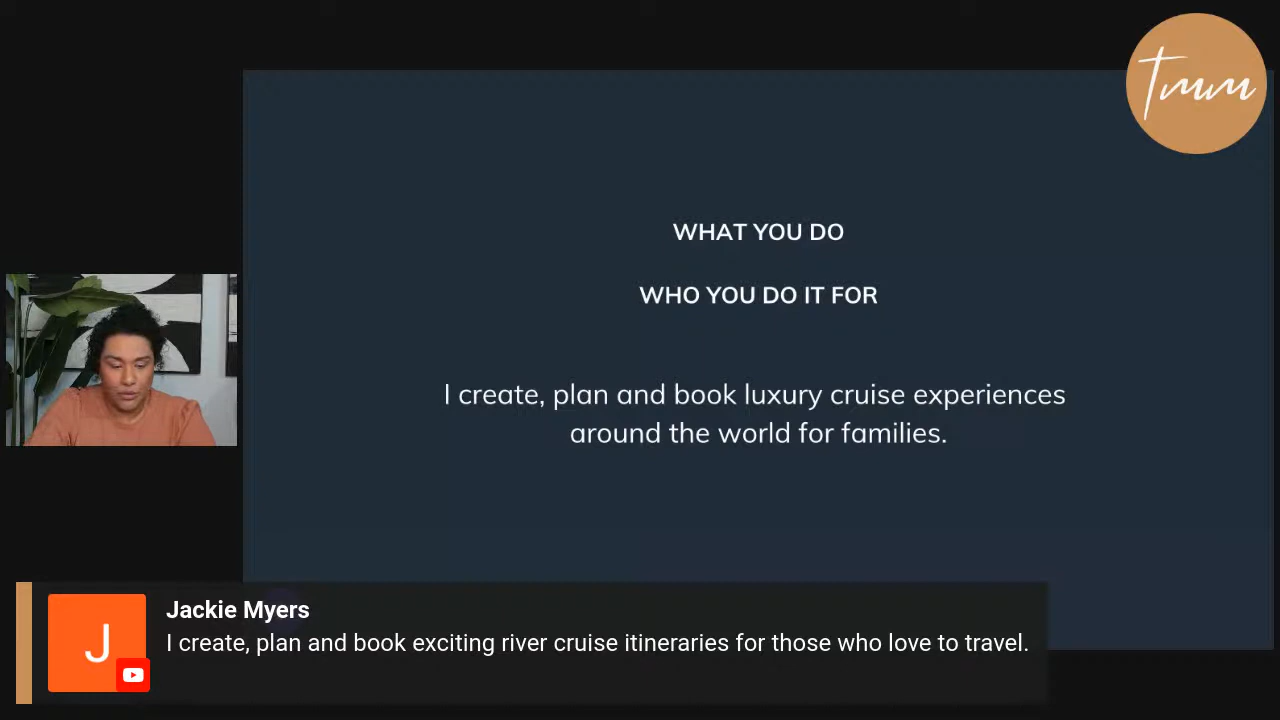 Tmm
WHAT YOU DO
WHO YOU DO IT FOR
I create, plan and book luxury cruise experiences
around the world for families.
J
Jackie Myers
I create, plan and book exciting river cruise itineraries for those who love to travel.